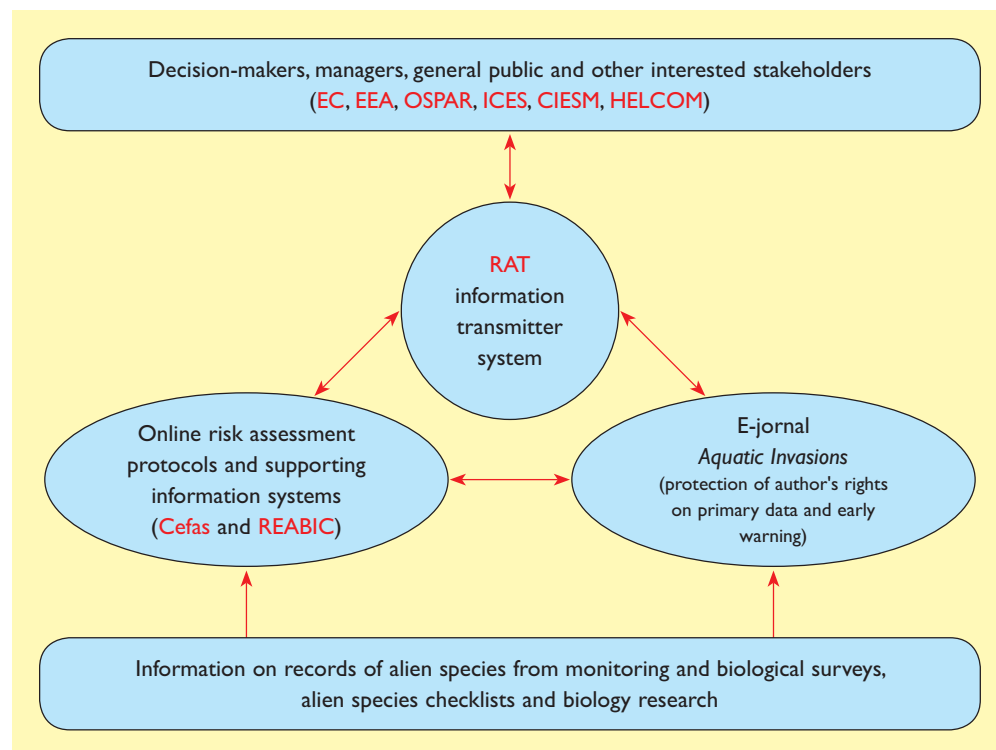 Decision-makers, managers, general public and other interested stakeholders
(EC, EEA, OSPAR, ICES, CIESM, HELCOM)
RAT
information
transmitter
system
Online risk assessment
protocols and supporting
information systems
(Cefas and REABIC)
E-jornal
Aquatic Invasions
(protection of author's rights
on primary data and early
warning)
Information on records of alien species from monitoring and biological surveys,
alien species checklists and biology research